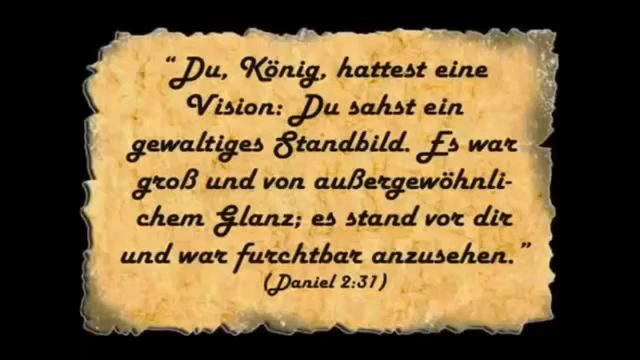 “Du, König, hattest eine
Vision: Du sahst ein
gewaltiges Standbild. Es war
groß und von außergewöhnli-
chem Glanz; es stand vor dir
und war furchtbar anzusehen.”
(Daniel 2:31)